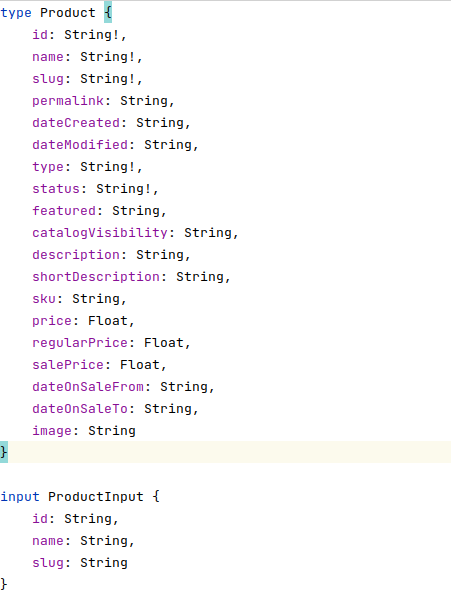 type Product {
    id: String!,
    name: String!,
    slug: String!,
    permalink: String,
    dateCreated: String,
    dateModified: String,
    type: String!,
    status: String!,
    featured: String,
    catalogVisibility: String,
    description: String,
    shortDescription: String,
    sku: String,
    price: Float,
    regularPrice: Float,
    salePrice: Float,
    dateOnSaleFrom: String,
    dateOnSaleTo: String,
    image: String
}

input ProductInput {
    id: String,
    name: String,
    slug: String
}